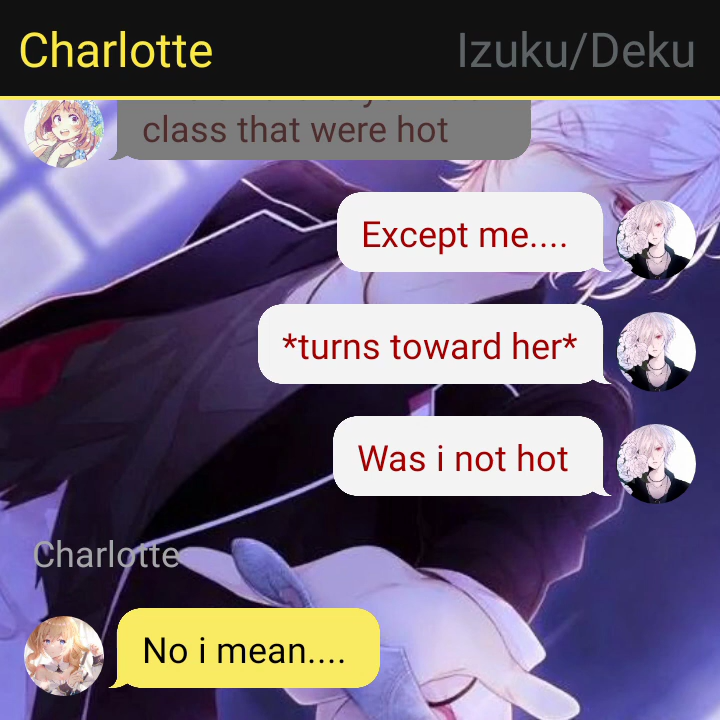 Charlotte
Izuku/Deku
class that were hot
Except me....
*turns toward her*
Was i not hot
Charlotte
No i mean....